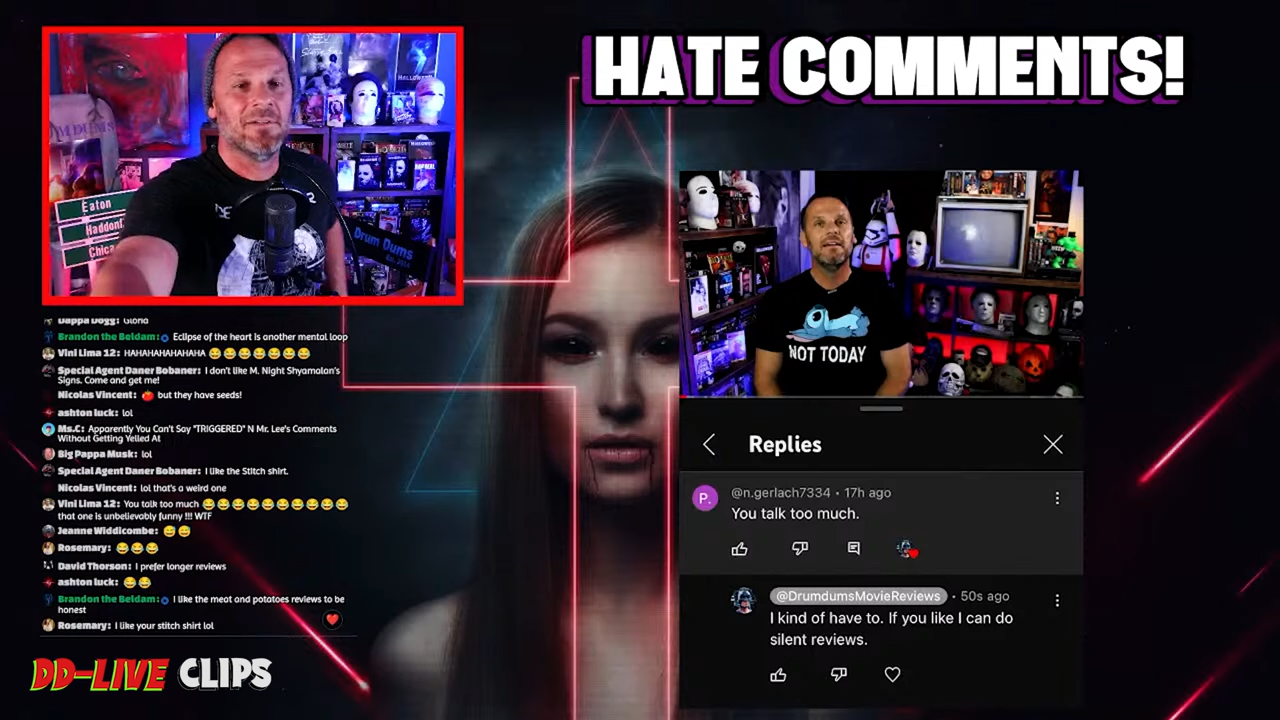 HATE COMMENTS!
HALLOWEEN
Eaton
Chica
Drum Dums
Dappa Dogg: Gloria
Brandon the Beldam: Eclipse of the heart is another mental loop
Vini Lima 12: HAHAHAHAHAHA 😂😂😂😂😂😂😂
Special Agent Daner Bobaner: I don't like M. Night Shyamalan's
Signs. Come and get me!
Nicolas Vincent: 🍅 but they have seeds!
ashton luck: lol
Ms.C: Apparently You Can't Say "TRIGGERED" N Mr. Lee's Comments
Without Getting Yelled At
Big Pappa Musk: lol
Special Agent Daner Bobaner: I like the Stitch shirt.
Nicolas Vincent: lol that's a weird one
Vini Lima 12: You talk too much 😂😂😂😂😂😂😂😂😂😂😂
that one is unbelievably funny !!! WTF
Jeanne Widdicombe: 😅😅
Rosemary: 😂😂😂
David Thorson: I prefer longer reviews
ashton luck: 😂😂
Brandon the Beldam: I like the meat and potatoes reviews to be
honest
Rosemary: I like your stitch shirt lol
DD-LIVE CLIPS
NOT TODAY
Replies
P.
@n.gerlach7334 • 17h ago
You talk too much.
@DrumdumsMovieReviews • 50s ago
I kind of have to. If you like I can do
silent reviews.